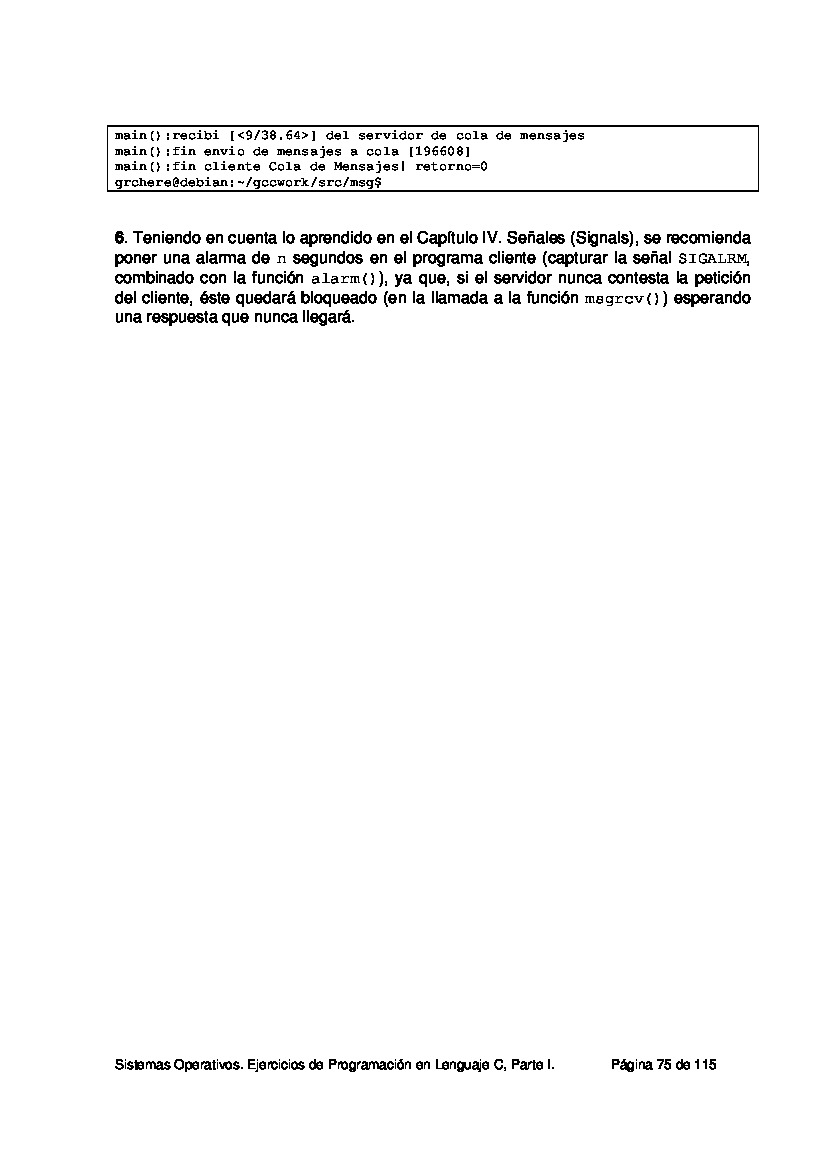 main():recibi [<9/38.64>] del servidor de cola de mensajes
main():fin envio de mensajes a cola [196608]
main():fin cliente Cola de Mensajes! retorno=0
grchere@debian:~/gccwork/src/msg$
6. Teniendo en cuenta lo aprendido en el Capítulo IV. Señales (Signals), se recomienda
poner una alarma de n segundos en el programa cliente (capturar la señal SIGALRM,
combinado con la función alarm()), ya que, si el servidor nunca contesta la petición
del cliente, éste quedará bloqueado (en la llamada a la función msgrcv()) esperando
una respuesta que nunca llegará.
Sistemas Operativos. Ejercicios de Programación en Lenguaje C, Parte I. Página 75 de 115